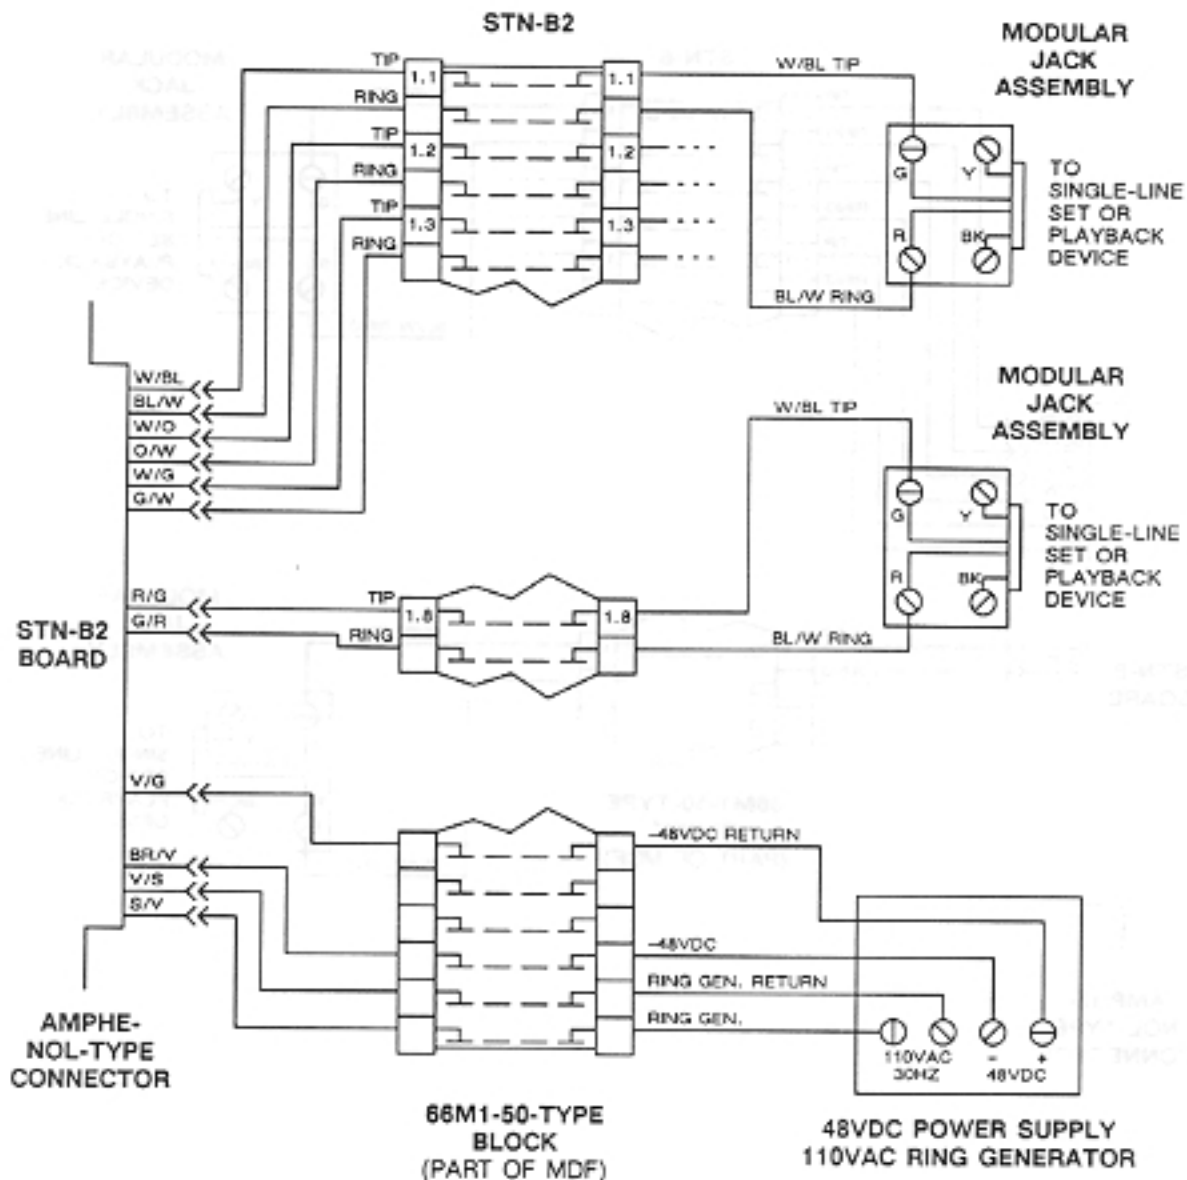 STN-B2
MODULAR
JACK
ASSEMBLY
TIP
1.1
1.1
W/BL TIP
RING
TIP
1.2
1.2
RING
TIP
1.3
1.3
RING
G
Y
R
BK
TO
SINGLE-LINE
SET OR
PLAYBACK
DEVICE
BL/W RING
W/BL
BL/W
W/O
O/W
W/G
G/W
MODULAR
JACK
ASSEMBLY
W/BL TIP
G
Y
R
BK
TO
SINGLE-LINE
SET OR
PLAYBACK
DEVICE
R/G
TIP
1.8
1.8
G/R
RING
BL/W RING
STN-B2
BOARD
V/G
BR/V
V/S
S/V
-48VDC RETURN
-48VDC
RING GEN. RETURN
RING GEN.
110VAC
30HZ
- +
48VDC
AMPHE-
NOL-TYPE
CONNECTOR
66M1-50-TYPE
BLOCK
(PART OF MDF)
48VDC POWER SUPPLY
110VAC RING GENERATOR